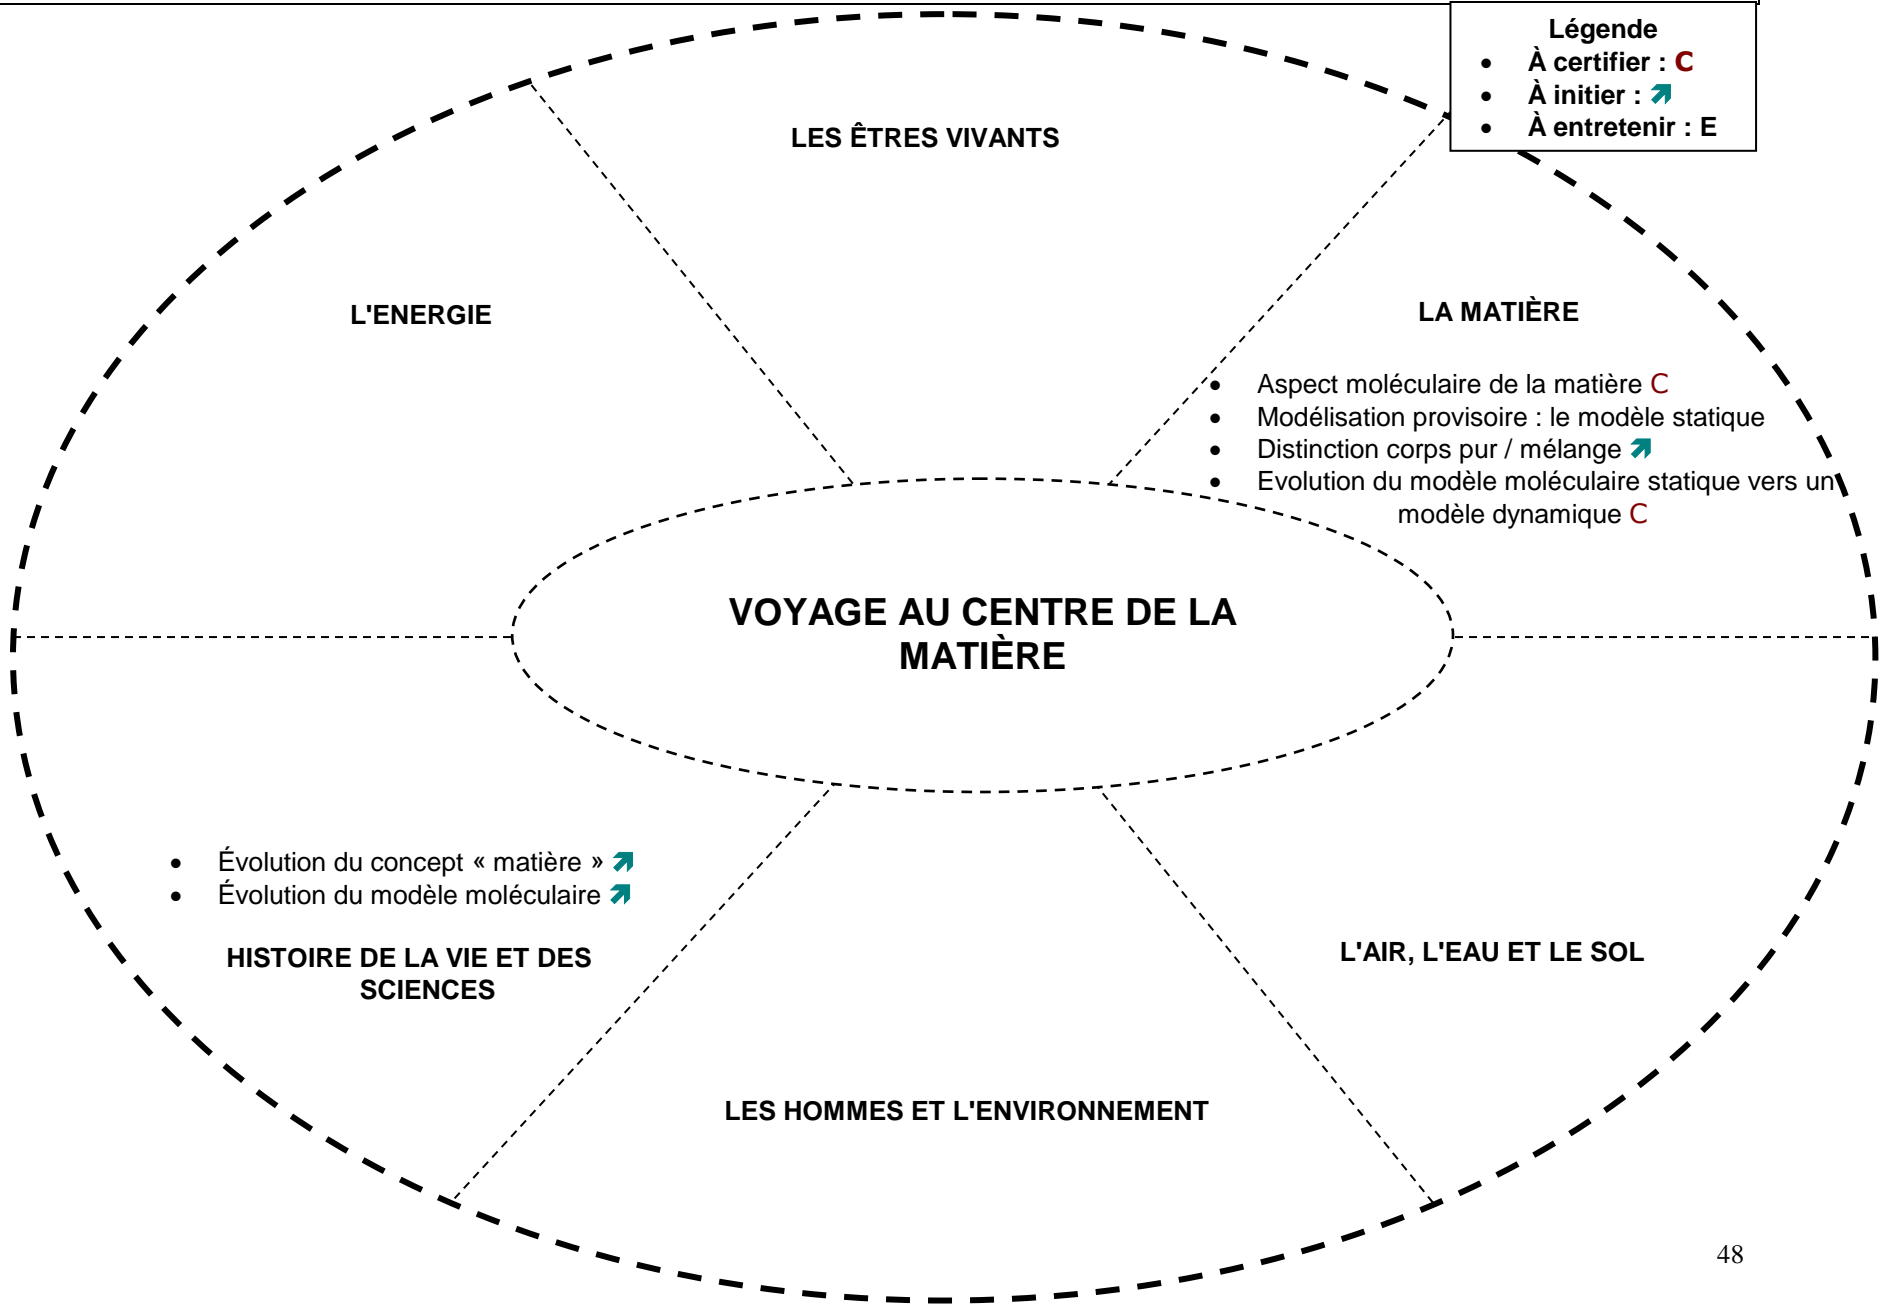 Légende
• À certifier : C
• À initier : ↗
• À entretenir : E
LES ÊTRES VIVANTS
L'ENERGIE
LA MATIÈRE
• Aspect moléculaire de la matière C
• Modélisation provisoire : le modèle statique
• Distinction corps pur / mélange ↗
• Evolution du modèle moléculaire statique vers un
modèle dynamique C
VOYAGE AU CENTRE DE LA
MATIÈRE
• Évolution du concept « matière » ↗
• Évolution du modèle moléculaire ↗
HISTOIRE DE LA VIE ET DES
SCIENCES
L'AIR, L'EAU ET LE SOL
LES HOMMES ET L'ENVIRONNEMENT
48